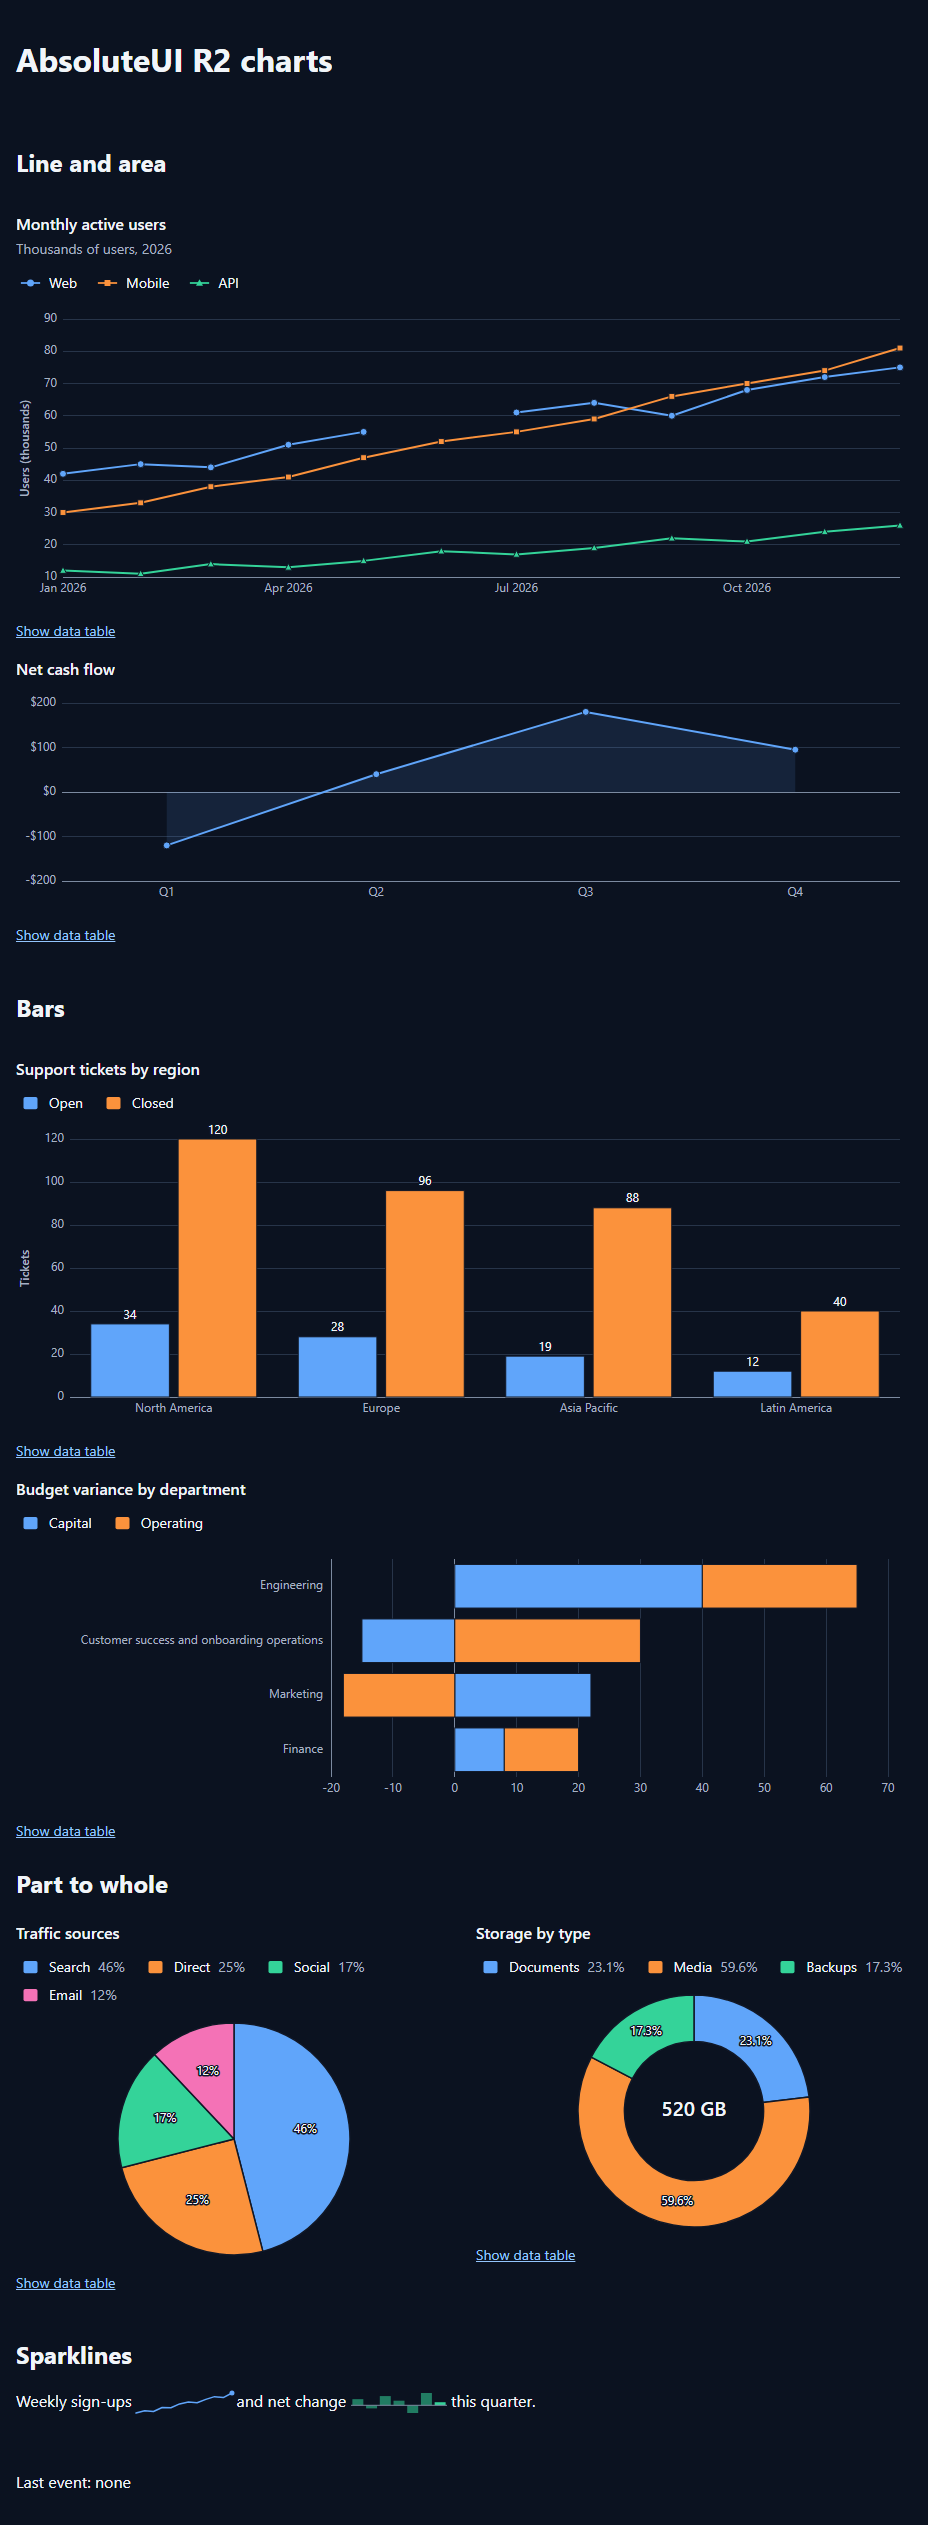 AbsoluteUI R2 charts
Line and area
Monthly active users
Thousands of users, 2026
Web Mobile API
90
80
70
60
50
40
30
20
10
Users (thousands)
Jan 2026 Apr 2026 Jul 2026 Oct 2026
Show data table
Net cash flow
$200
$100
$0
-$100
-$200
Q1 Q2 Q3 Q4
Show data table
Bars
Support tickets by region
Open Closed
120
100
80
60
40
20
0
Tickets
34 120 28 96 19 88 12 40
North America Europe Asia Pacific Latin America
Show data table
Budget variance by department
Capital Operating
Engineering
Customer success and onboarding operations
Marketing
Finance
-20 -10 0 10 20 30 40 50 60 70
Show data table
Part to whole
Traffic sources
Search 46% Direct 25% Social 17%
Email 12%
12%
17%
46%
25%
Show data table
Storage by type
Documents 23.1% Media 59.6% Backups 17.3%
17.3%
23.1%
520 GB
59.6%
Show data table
Sparklines
Weekly sign-ups and net change this quarter.
Last event: none